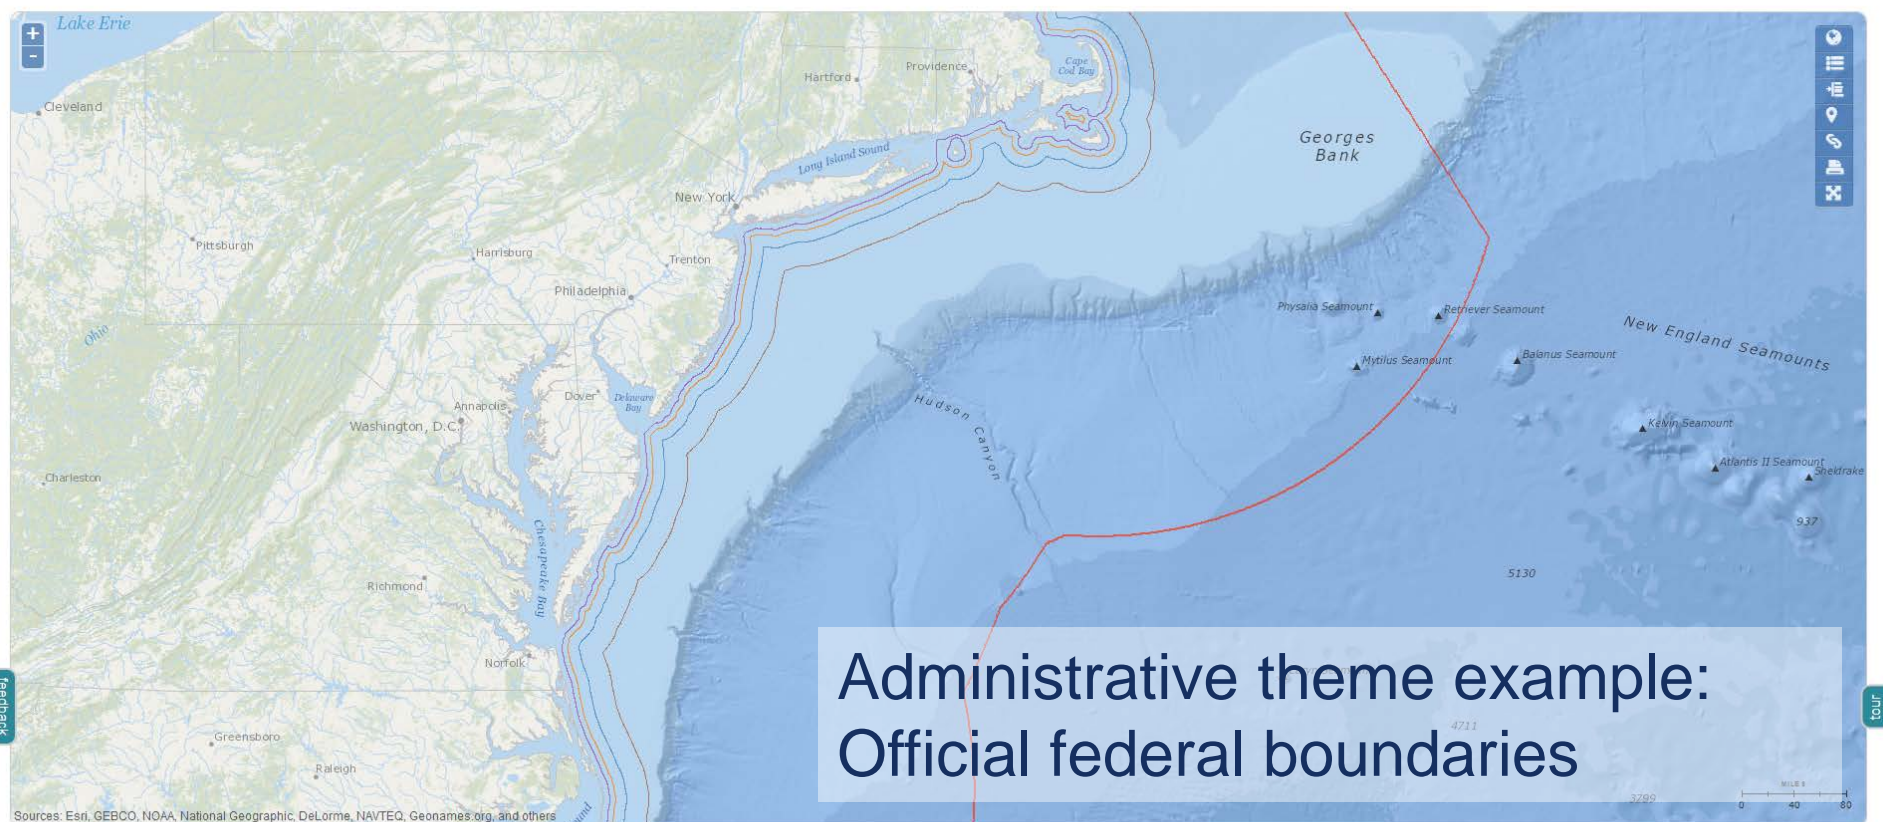 Lake Erie
+
-
Cleveland
Hartford
Providence
Cape
Cod Bay
Georges
Bank
Long Island Sound
New York
Pittsburgh
Harrisburg
Trenton
Philadelphia
Ohio
Physalia Seamount
Retriever Seamount
New England Seamounts
Mytilus Seamount
Balanus Seamount
Dover
Delaware
Bay
Hudson Canyon
Annapolis
Washington, D.C.
Kelvin Seamount
Atlantis II Seamount
Sheldrake
Charleston
937
Chesapeake Bay
5130
Richmond
Norfolk
Administrative theme example:
Official federal boundaries
4711
feedback
tour
Greensboro
Raleigh
MILES
0 40 80
3299
Sources: Esri, GEBCO, NOAA, National Geographic, DeLorme, NAVTEQ, Geonames.org, and others